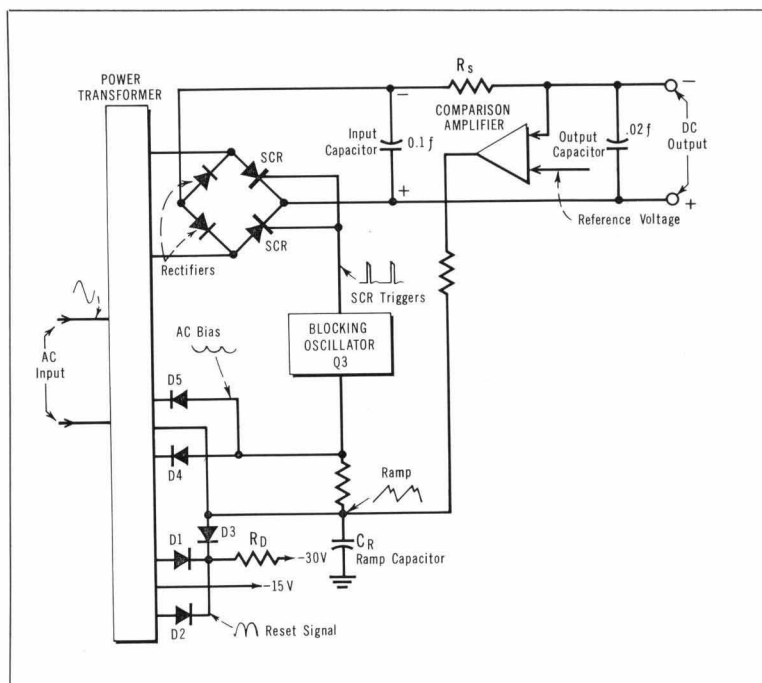 POWER
TRANSFORMER
Rs
COMPARISON
AMPLIFIER
−
−
Input
Capacitor
0.1 f
Output
Capacitor
.02f
DC
Output
+
+
Reference Voltage
SCR
SCR
Rectifiers
SCR Triggers
BLOCKING
OSCILLATOR
Q3
AC Bias
AC
Input
D5
D4
Ramp
D3
D1
RD
−30V
CR
Ramp Capacitor
−15V
D2
Reset Signal